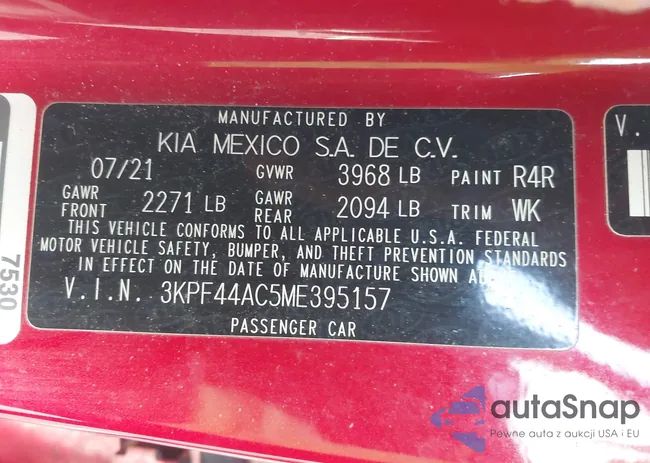 MANUFACTURED BY
KIA MEXICO S.A. DE C.V.
07/21 GVWR 3968 LB PAINT R4R
GAWR FRONT 2271 LB GAWR REAR 2094 LB TRIM WK
THIS VEHICLE CONFORMS TO ALL APPLICABLE U.S.A. FEDERAL
MOTOR VEHICLE SAFETY, BUMPER, AND THEFT PREVENTION STANDARDS
IN EFFECT ON THE DATE OF MANUFACTURE SHOWN
V.I.N. 3KPF44AC5ME395157
PASSENGER CAR
7530
V.
autaSnap
Pewne auta z aukcji USA i EU